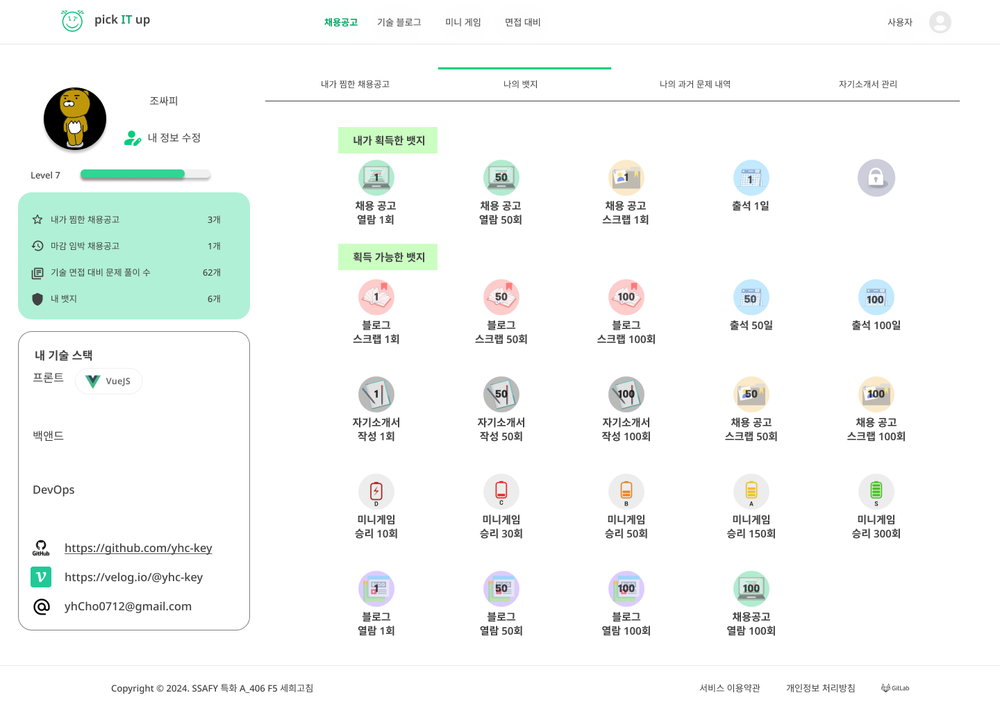 pick IT up
채용공고 기술 블로그 미니 게임 면접 대비
사용자
내가 찜한 채용공고 나의 뱃지 나의 과거 문제 내역 자기소개서 관리
조싸피
내 정보 수정
Level 7
내가 찜한 채용공고 3개
마감 임박 채용공고 1개
기술 면접 대비 문제 풀이 수 62개
내 뱃지 6개
내 기술 스택
프론트 VueJS
백앤드
DevOps
GitHub https://github.com/yhc-key
v https://velog.io/@yhc-key
yhCho0712@gmail.com
내가 획득한 뱃지
1 50 1 1
채용 공고 채용 공고 채용 공고 출석 1일
열람 1회 열람 50회 스크랩 1회
획득 가능한 뱃지
1 50 100 50 100
블로그 블로그 블로그 출석 50일 출석 100일
스크랩 1회 스크랩 50회 스크랩 100회
1 50 100 50 100
자기소개서 자기소개서 자기소개서 채용 공고 채용 공고
작성 1회 작성 50회 작성 100회 스크랩 50회 스크랩 100회
D C B A S
미니게임 미니게임 미니게임 미니게임 미니게임
승리 10회 승리 30회 승리 50회 승리 150회 승리 300회
1 50 100 100
블로그 블로그 블로그 채용공고
열람 1회 열람 50회 열람 100회 열람 100회
Copyright © 2024. SSAFY 특화 A_406 F5 세희고침
서비스 이용약관 개인정보 처리방침 GitLab